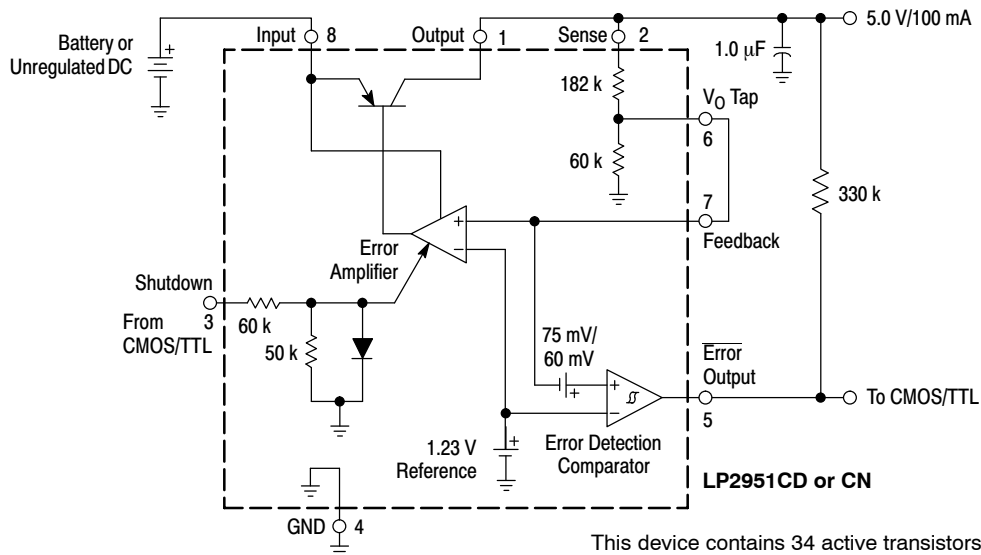 Battery or
Unregulated DC
+
Input 8
Output 1
Sense 2
5.0 V/100 mA
1.0 µF
182 k
VO Tap
6
60 k
7
Feedback
330 k
+
−
Error
Amplifier
Shutdown
3
From
CMOS/TTL
60 k
50 k
75 mV/
60 mV
+
+
−
Error
Output
5
To CMOS/TTL
1.23 V
Reference
+
Error Detection
Comparator
LP2951CD or CN
GND 4
This device contains 34 active transistors